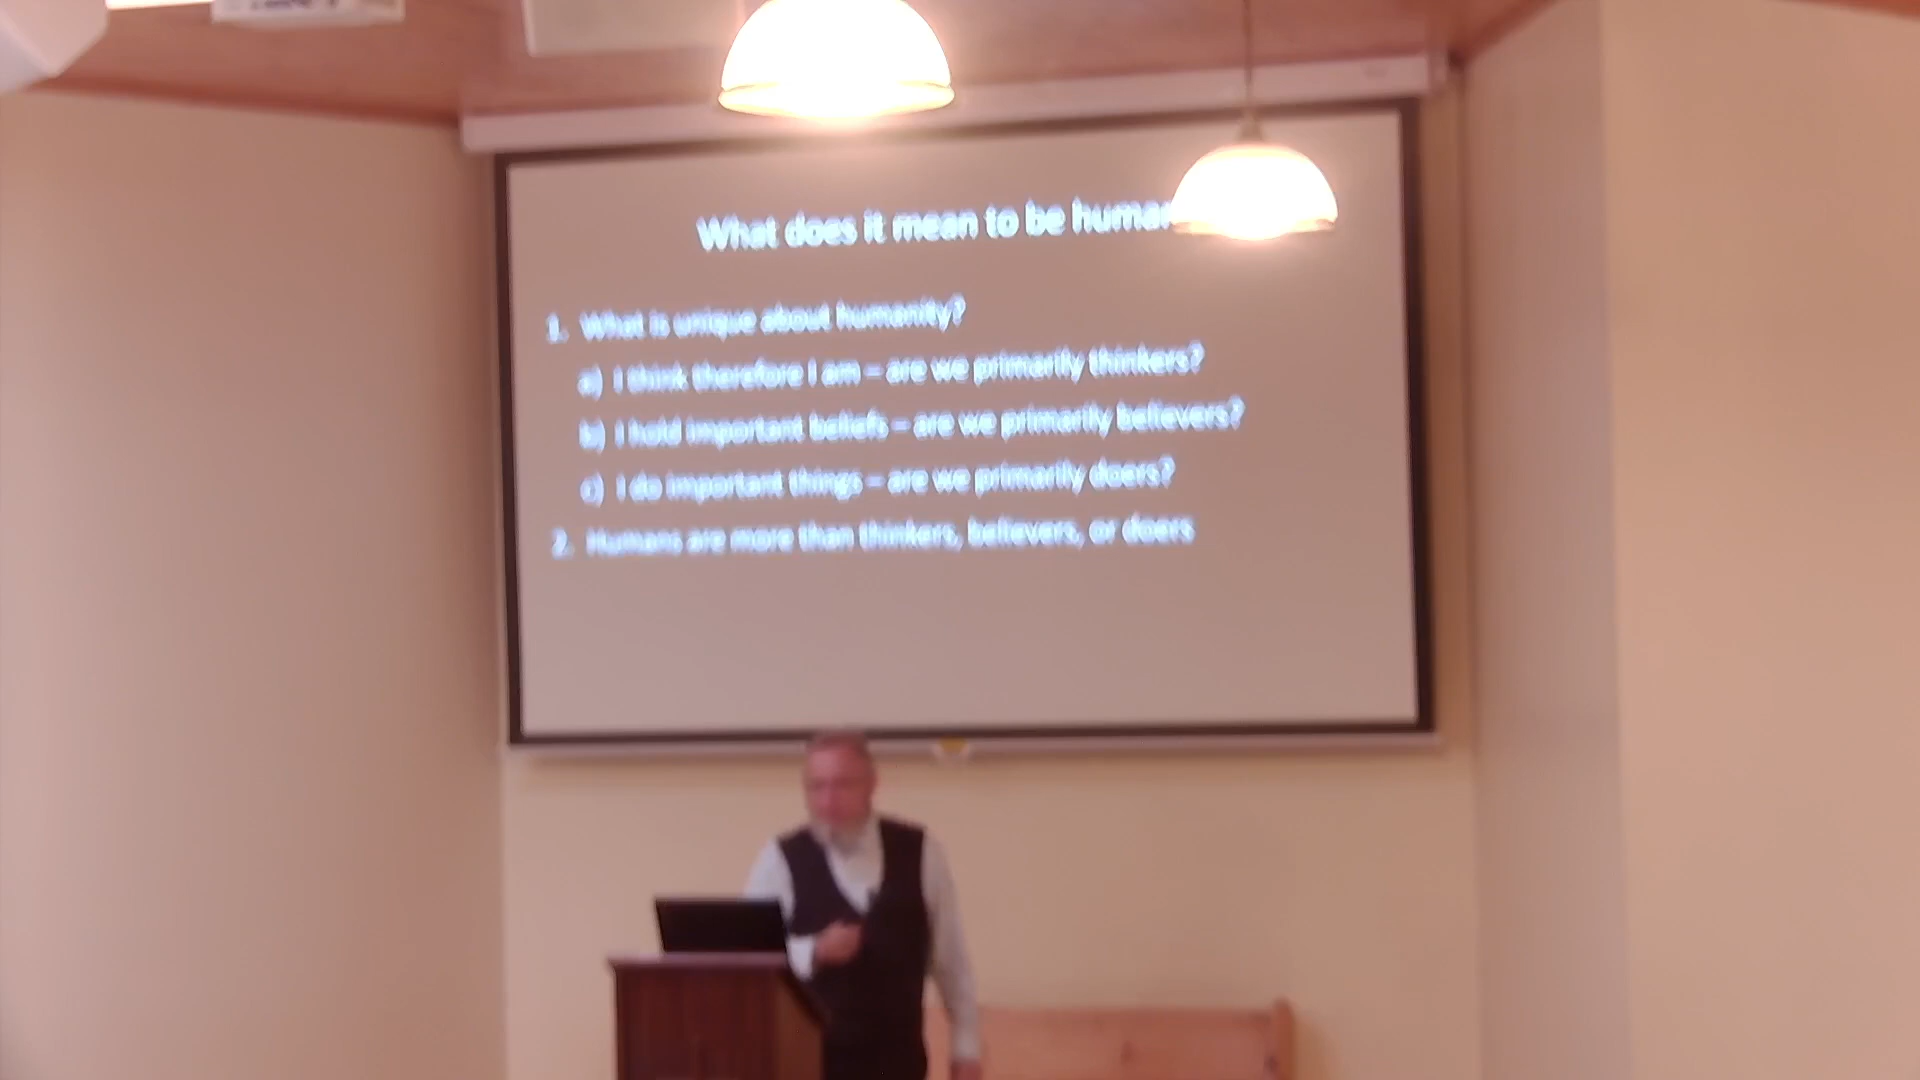 What does it mean to be human
1. What is unique about humanity?
a) I think therefore I am – are we primarily thinkers?
b) I hold important beliefs – are we primarily believers?
c) I do important things – are we primarily doers?
2. Humans are more than thinkers, believers, or doers